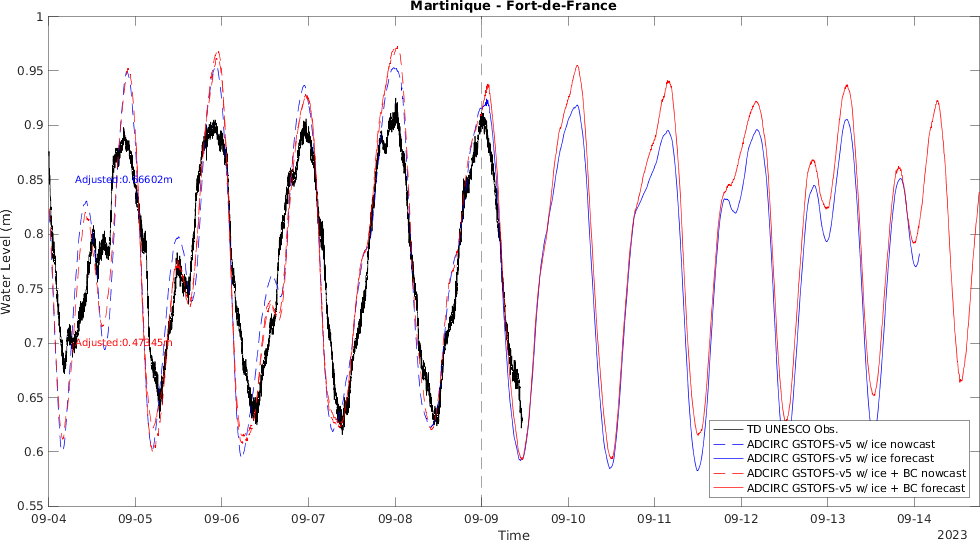 Martinique - Fort-de-France
1
0.95
0.9
0.85
0.8
0.75
0.7
0.65
0.6
0.55
Water Level (m)
Adjusted:0.66602m
Adjusted:0.47345m
TD UNESCO Obs.
ADCIRC GSTOFS-v5 w/ ice nowcast
ADCIRC GSTOFS-v5 w/ ice forecast
ADCIRC GSTOFS-v5 w/ ice + BC nowcast
ADCIRC GSTOFS-v5 w/ ice + BC forecast
09-04 09-05 09-06 09-07 09-08 09-09 09-10 09-11 09-12 09-13 09-14
Time
2023